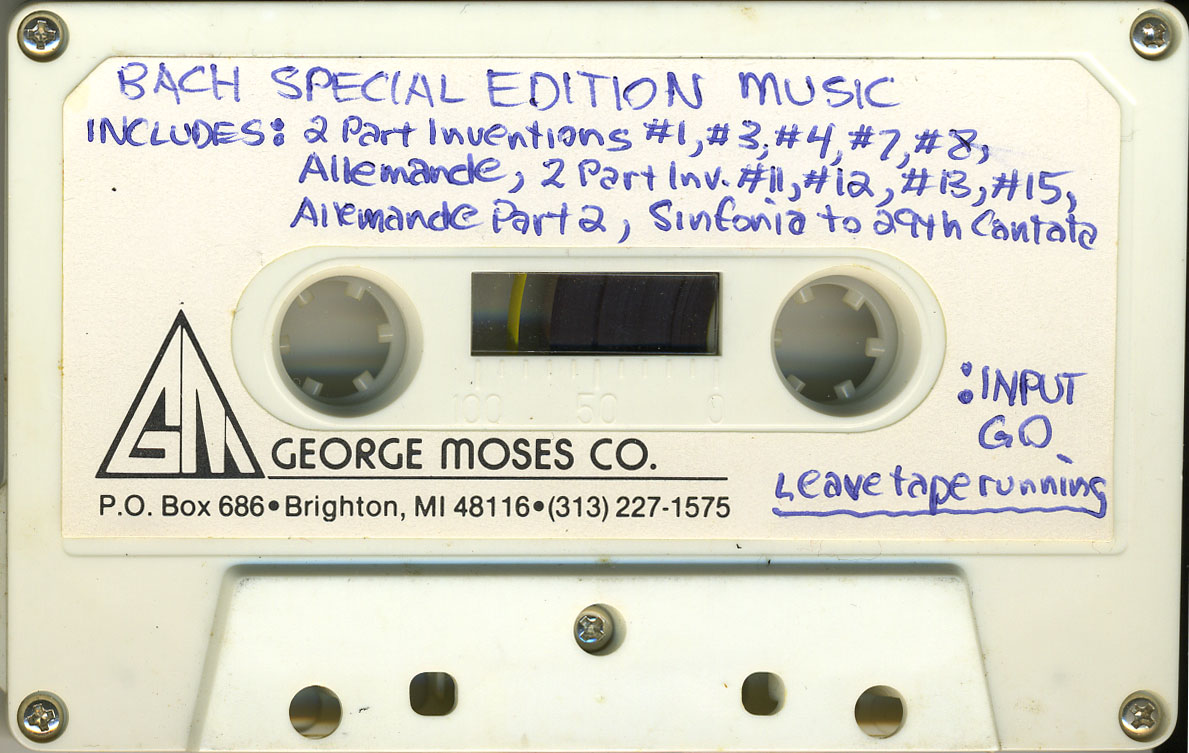 BACH SPECIAL EDITION MUSIC
INCLUDES: 2 Part Inventions #1, #3, #4, #7, #8,
Allemande, 2 Part Inv. #11, #12, #13, #15,
Allemande Part 2, Sinfonia to 29th Cantata
100 50 0
:INPUT
GO
Leave tape running
GM
GEORGE MOSES CO.
P.O. Box 686•Brighton, MI 48116•(313) 227-1575